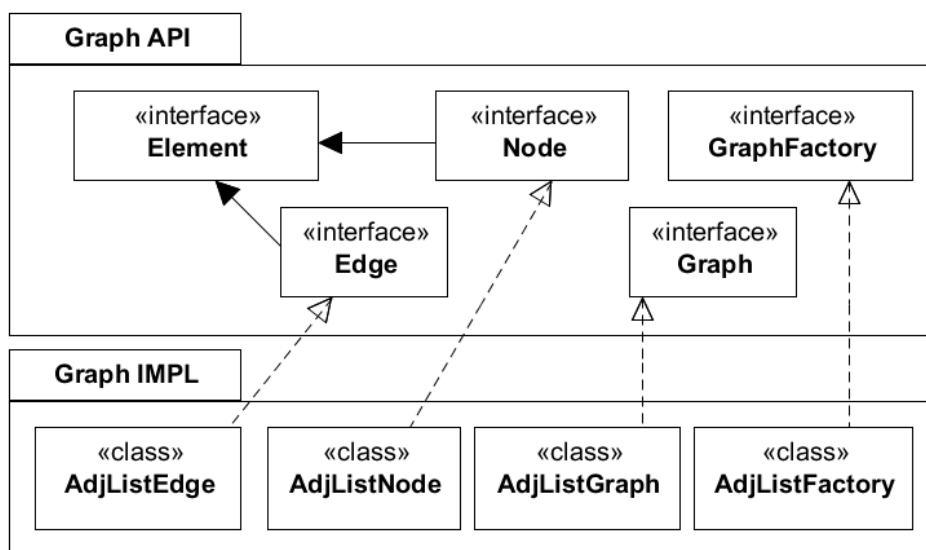 Graph API
«interface»
Element
«interface»
Node
«interface»
GraphFactory
«interface»
Edge
«interface»
Graph
Graph IMPL
«class»
AdjListEdge
«class»
AdjListNode
«class»
AdjListGraph
«class»
AdjListFactory